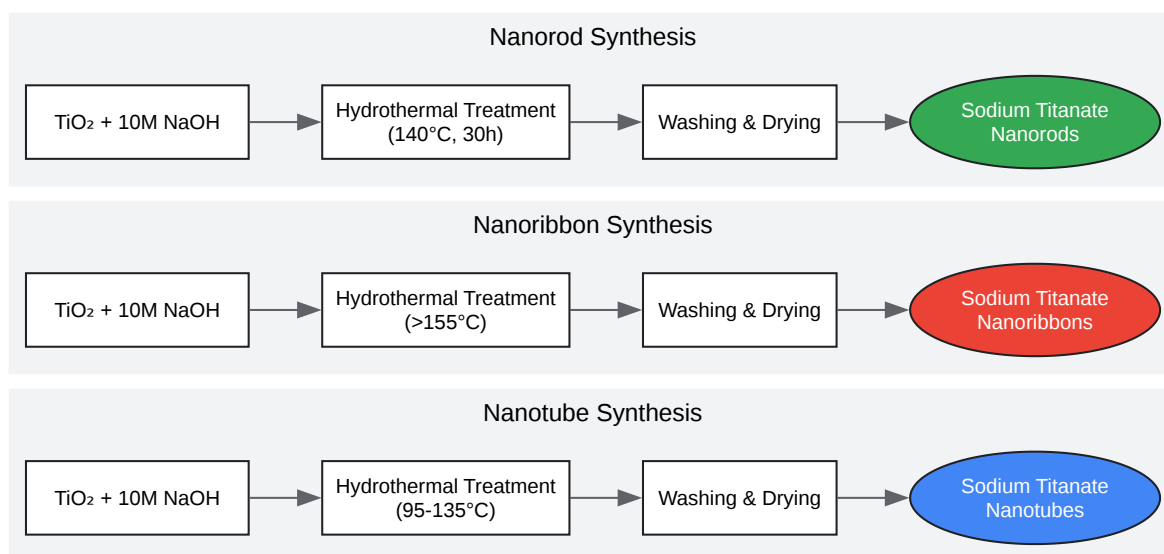 Nanorod Synthesis
TiO₂ + 10M NaOH
Hydrothermal Treatment
(140°C, 30h)
Washing & Drying
Sodium Titanate
Nanorods
Nanoribbon Synthesis
TiO₂ + 10M NaOH
Hydrothermal Treatment
(>155°C)
Washing & Drying
Sodium Titanate
Nanoribbons
Nanotube Synthesis
TiO₂ + 10M NaOH
Hydrothermal Treatment
(95-135°C)
Washing & Drying
Sodium Titanate
Nanotubes